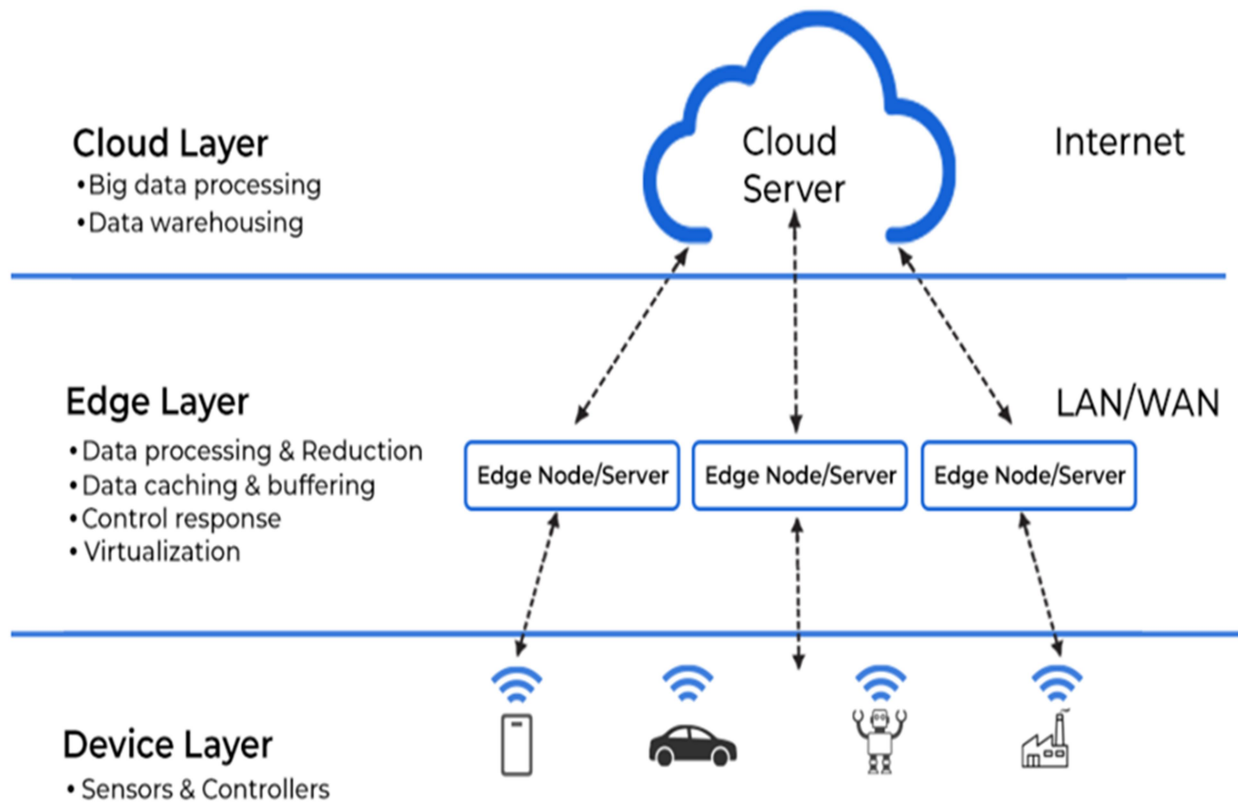 Cloud Layer
•Big data processing
•Data warehousing
Cloud
Server
Internet
Edge Layer
•Data processing & Reduction
•Data caching & buffering
•Control response
•Virtualization
LAN/WAN
Edge Node/Server
Edge Node/Server
Edge Node/Server
Device Layer
• Sensors & Controllers